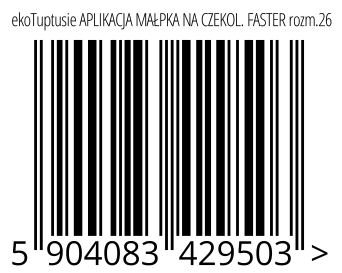 ekoTuptusie APLIKACJA MAŁPKA NA CZEKOL. FASTER rozm.26
5 904083 429503 >